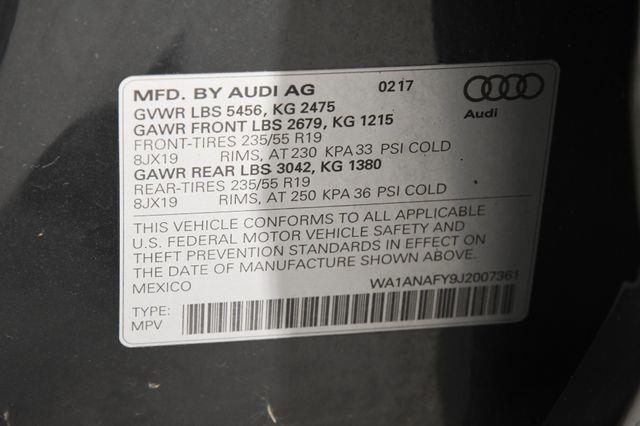 MFD. BY AUDI AG 0217
GVWR LBS 5456, KG 2475
GAWR FRONT LBS 2679, KG 1215
FRONT-TIRES 235/55 R19
8JX19 RIMS, AT 230 KPA 33 PSI COLD
GAWR REAR LBS 3042, KG 1380
REAR-TIRES 235/55 R19
8JX19 RIMS, AT 250 KPA 36 PSI COLD
Audi
THIS VEHICLE CONFORMS TO ALL APPLICABLE
U.S. FEDERAL MOTOR VEHICLE SAFETY AND
THEFT PREVENTION STANDARDS IN EFFECT ON
THE DATE OF MANUFACTURE SHOWN ABOVE.
MEXICO WA1ANAFY9J2007361
TYPE:
MPV